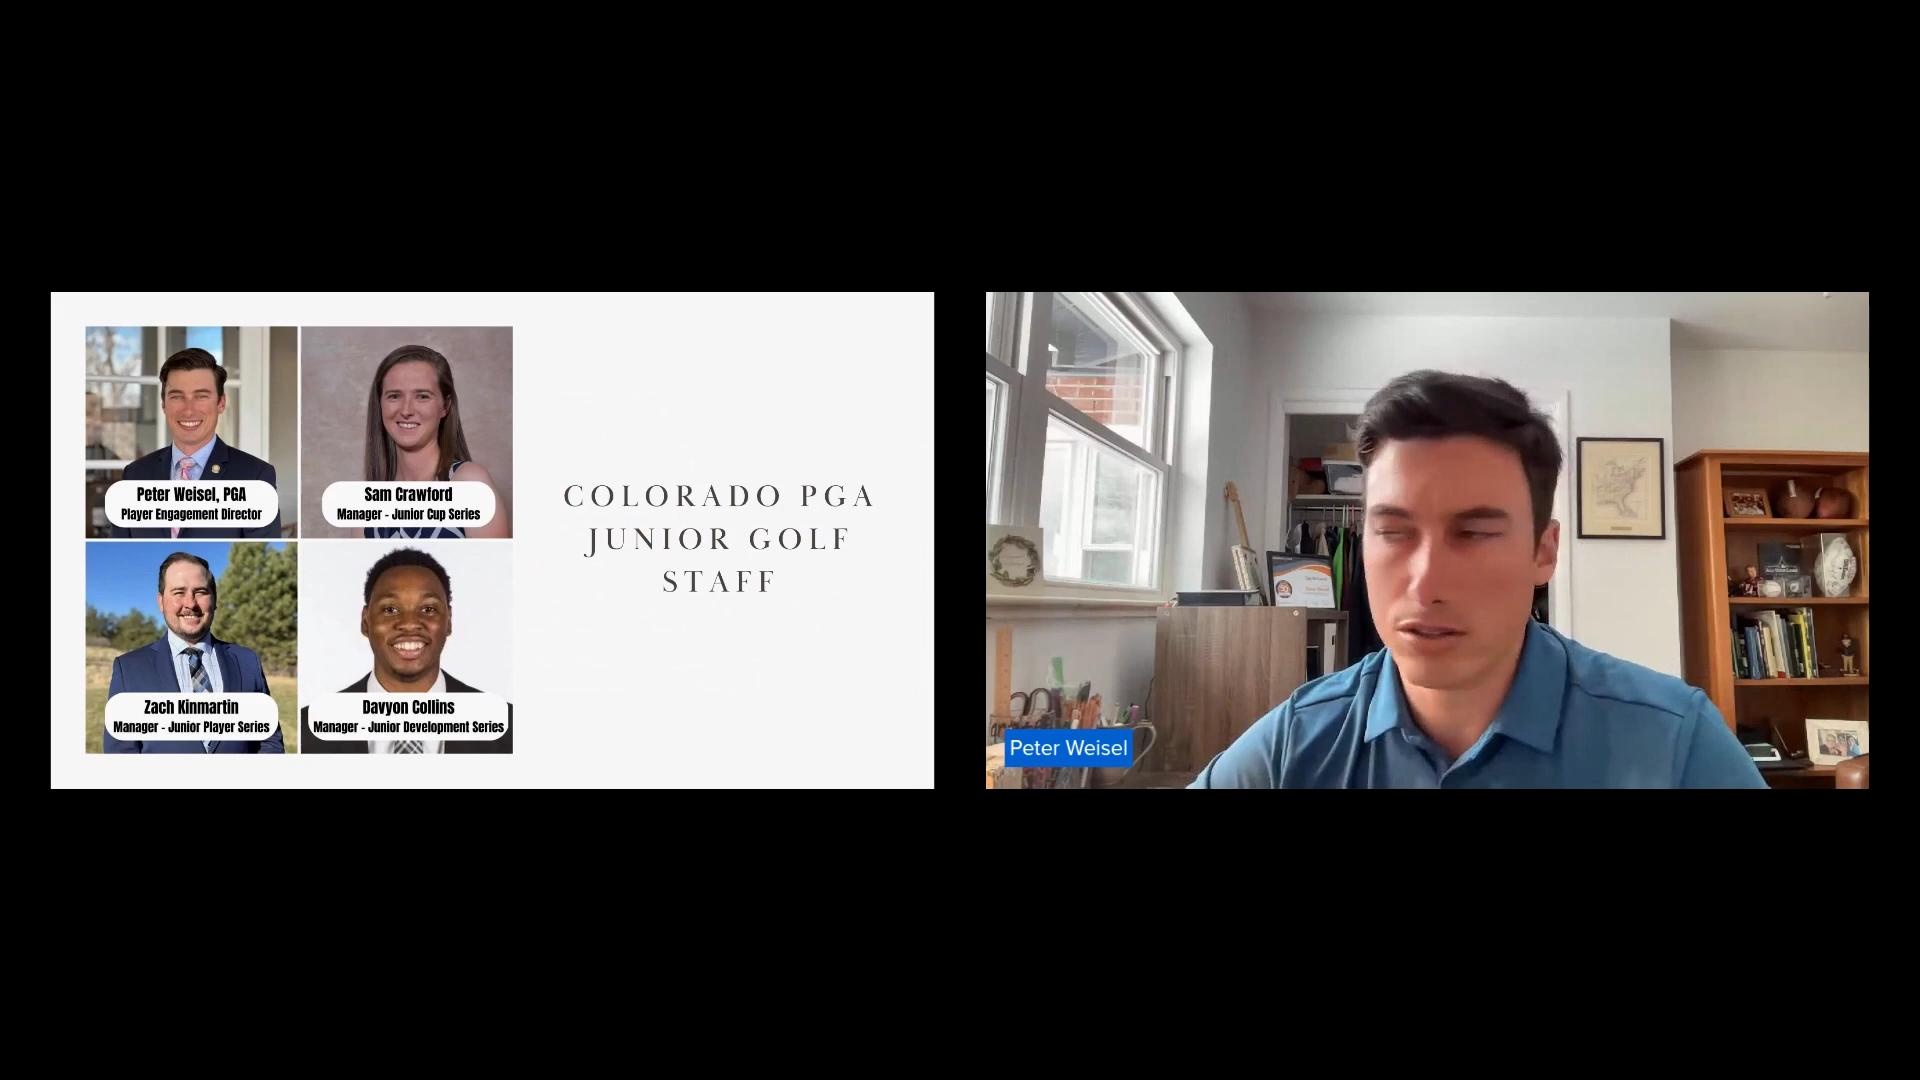 Peter Weisel, PGA
Player Engagement Director
Sam Crawford
Manager - Junior Cup Series
Zach Kinmartin
Manager - Junior Player Series
Davyon Collins
Manager - Junior Development Series
COLORADO PGA
JUNIOR GOLF
STAFF
Peter Weisel